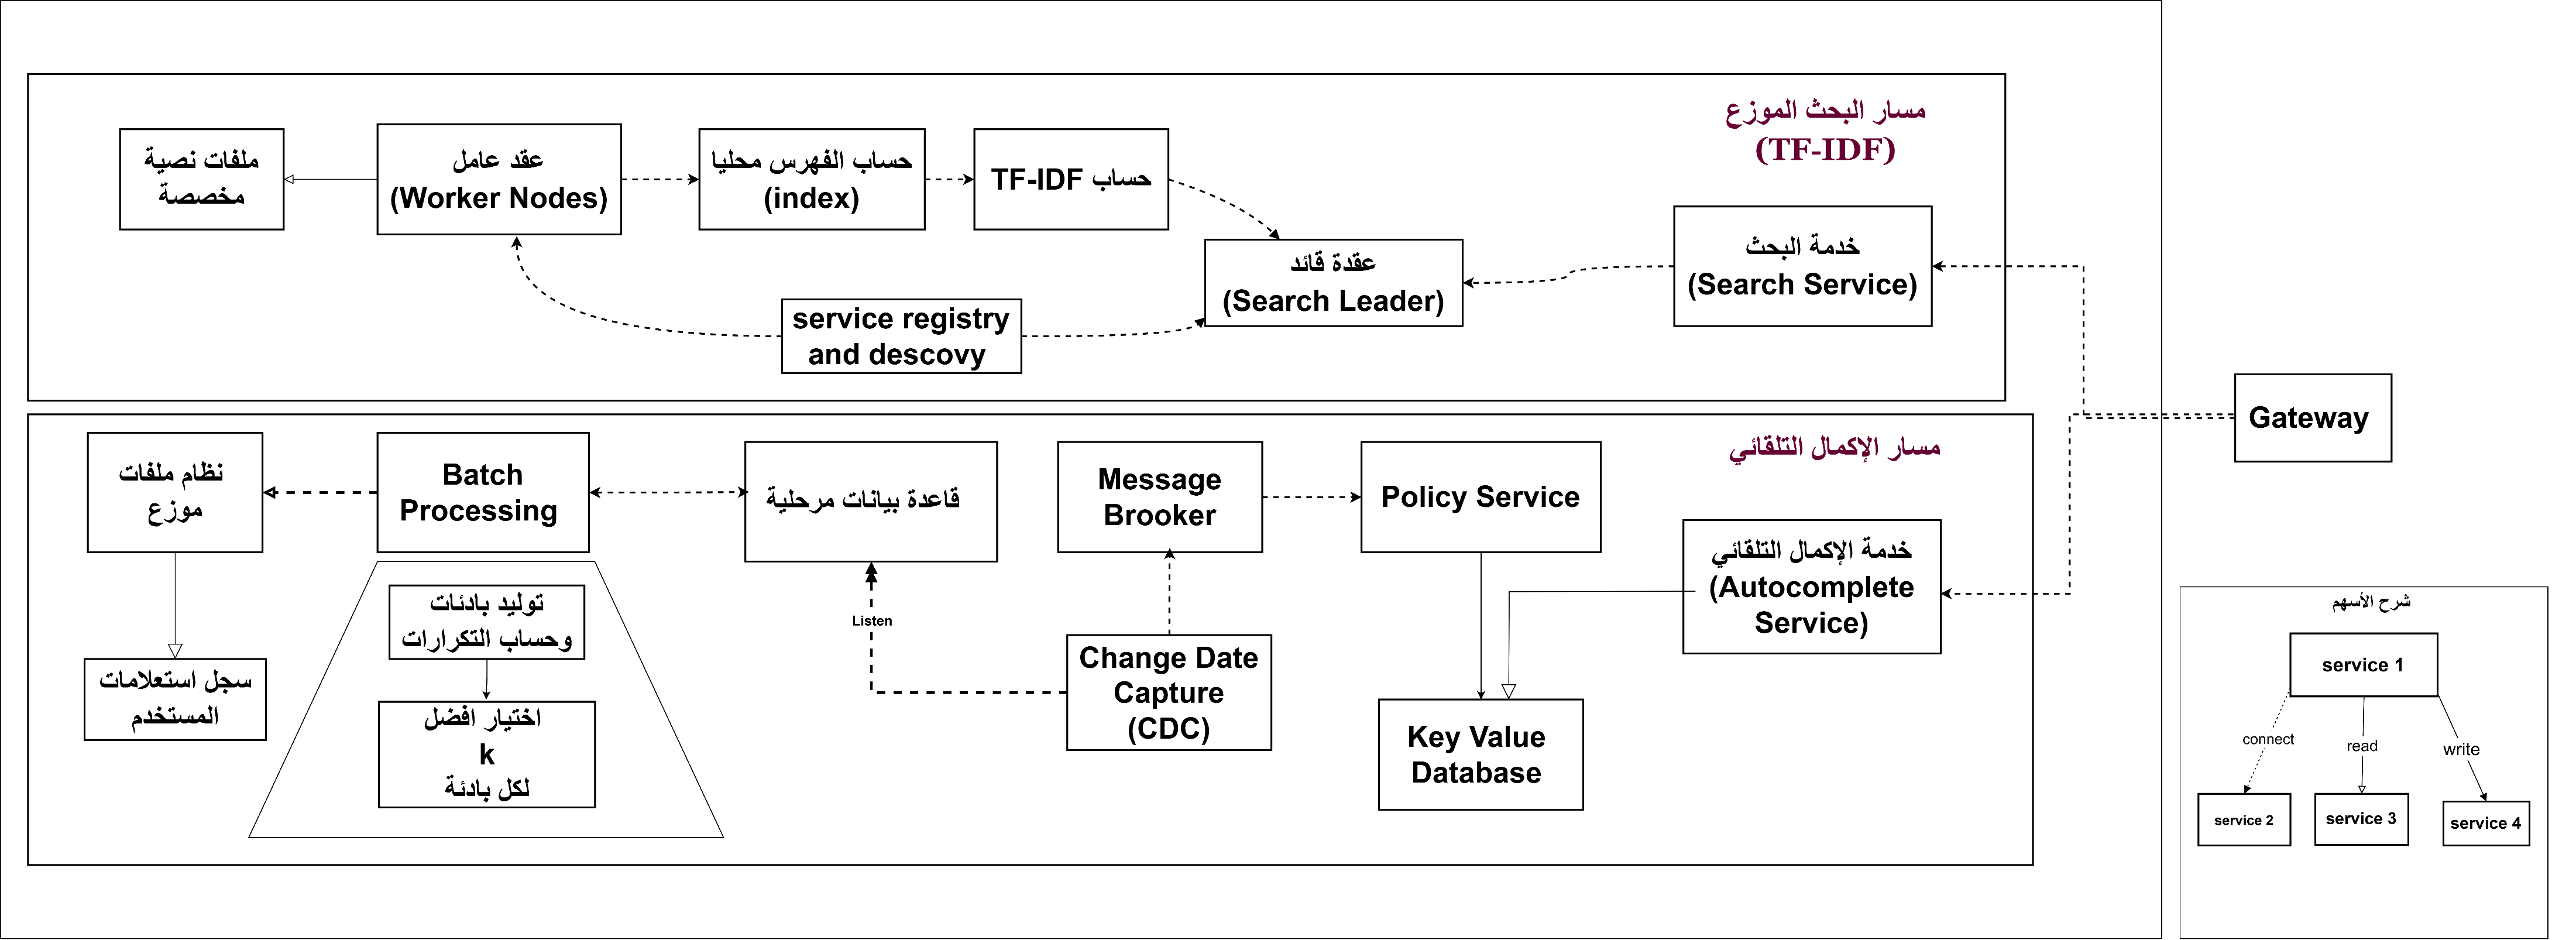 مسار البحث الموزع
(TF-IDF)
ملفات نصية
مخصصة
عقد عامل
(Worker Nodes)
حساب الفهرس محليا
(index)
حساب TF-IDF
عقدة قائد
(Search Leader)
خدمة البحث
(Search Service)
service registry
and descovy
Gateway
مسار الإكمال التلقائي
نظام ملفات
موزع
Batch
Processing
قاعدة بيانات مرحلية
Message
Brooker
Policy Service
خدمة الإكمال التلقائي
(Autocomplete
Service)
توليد بادئات
وحساب التكرارات
Listen
Change Date
Capture
(CDC)
سجل استعلامات
المستخدم
اختيار افضل
k
لكل بادئة
Key Value
Database
شرح الأسهم
service 1
connect
read
write
service 2
service 3
service 4